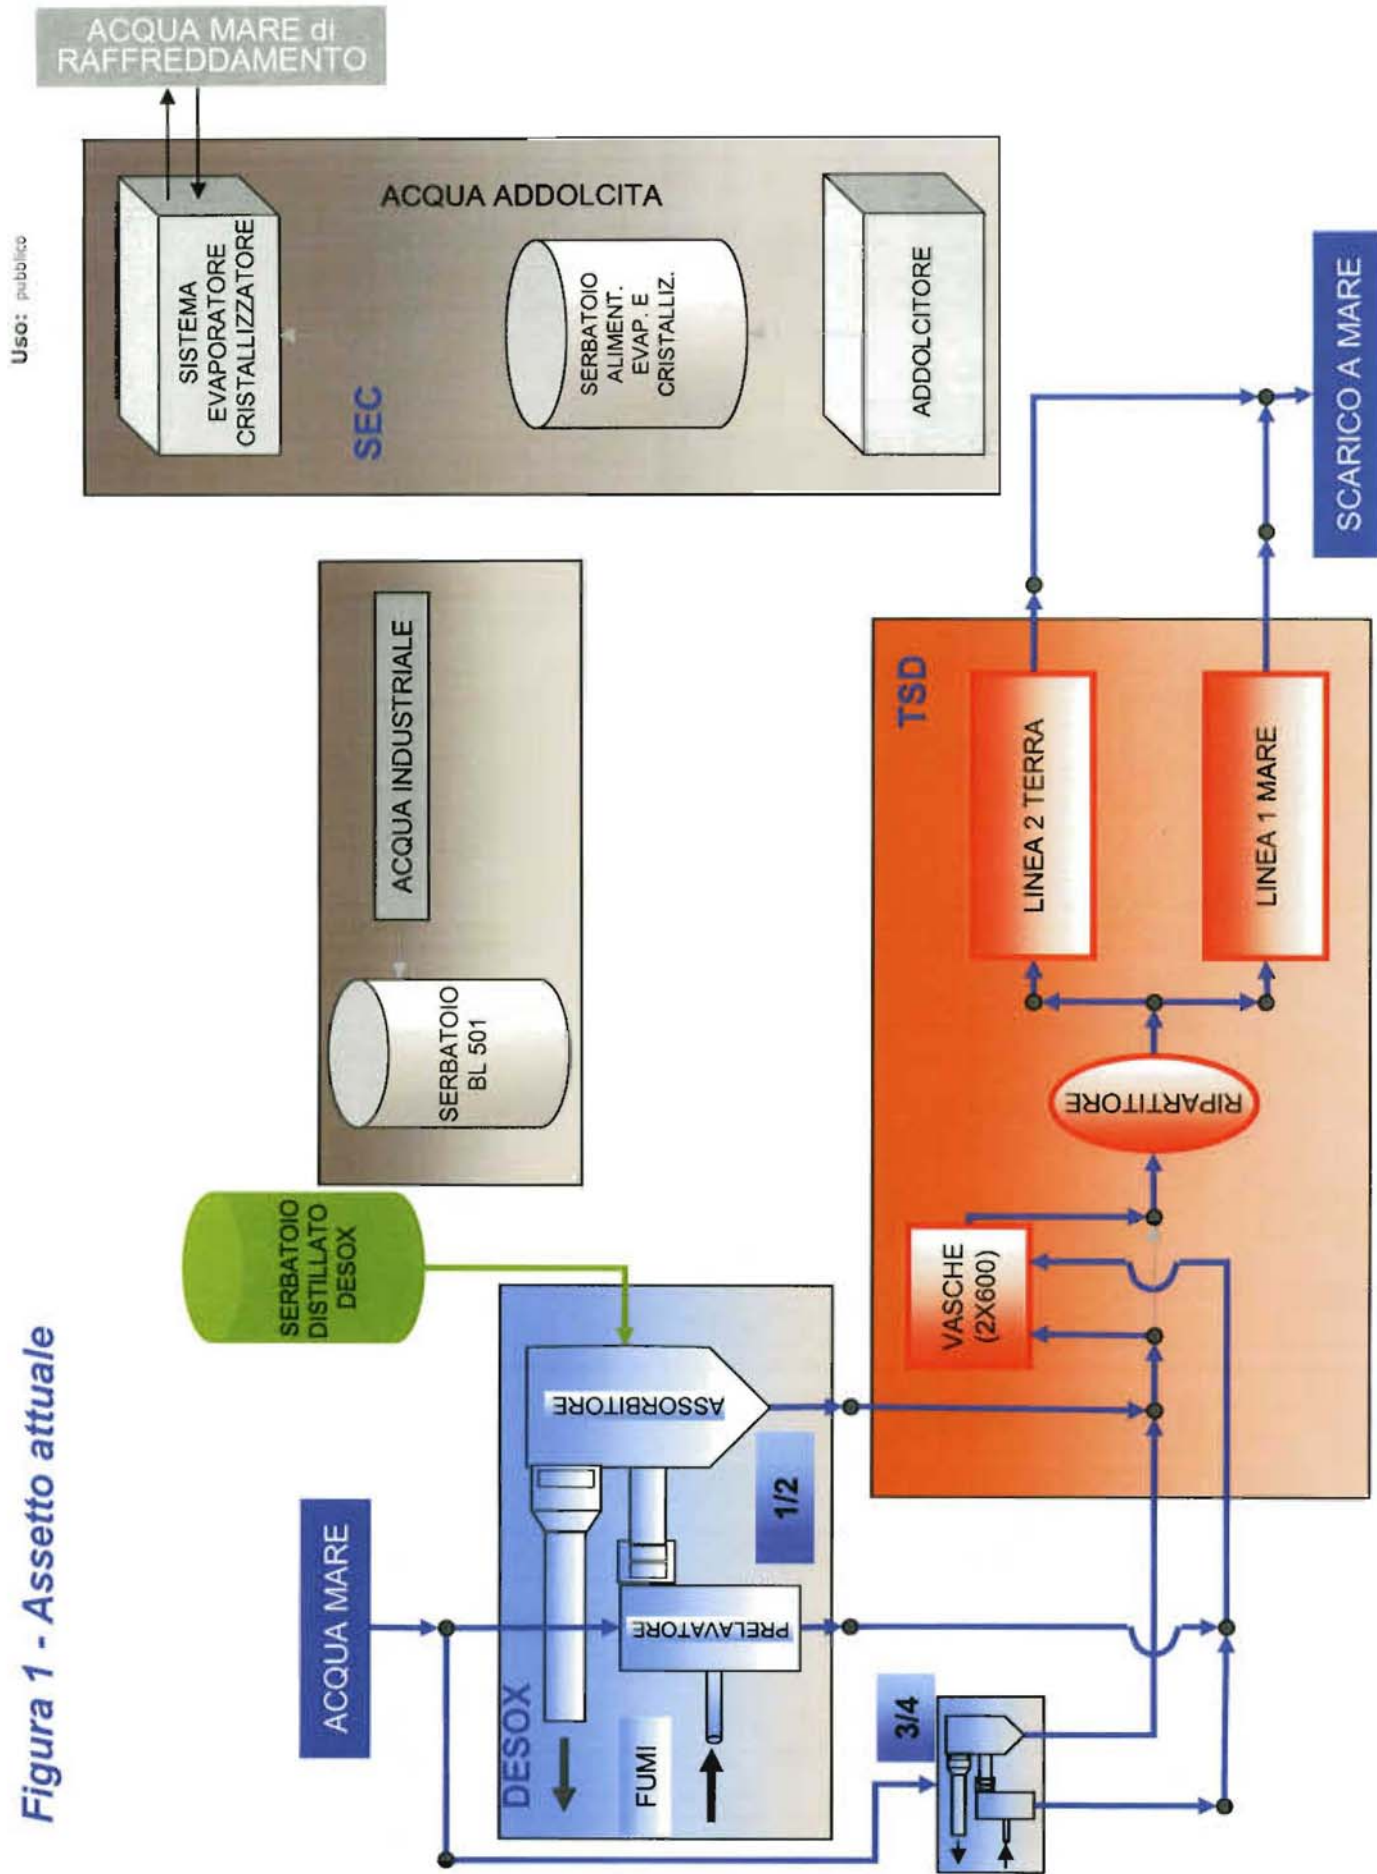 Figura 1 - Assetto attuale
Uso: pubblico
ACQUA MARE
SERBATOIO
DISTILLATO
DESOX
SERBATOIO
BL 501
ACQUA INDUSTRIALE
ACQUA MARE di
RAFFREDDAMENTO
SISTEMA
EVAPORATORE
CRISTALLIZZATORE
ACQUA ADDOLCITA
SEC
SERBATOIO
ALIMENT.
EVAP. E
CRISTALLIZ.
ADDOLCITORE
DESOX
FUMI
PRELAVATORE
ASSORBITORE
1/2
3/4
TSD
VASCHE
(2X600)
RIPARTITORE
LINEA 2 TERRA
LINEA 1 MARE
SCARICO A MARE